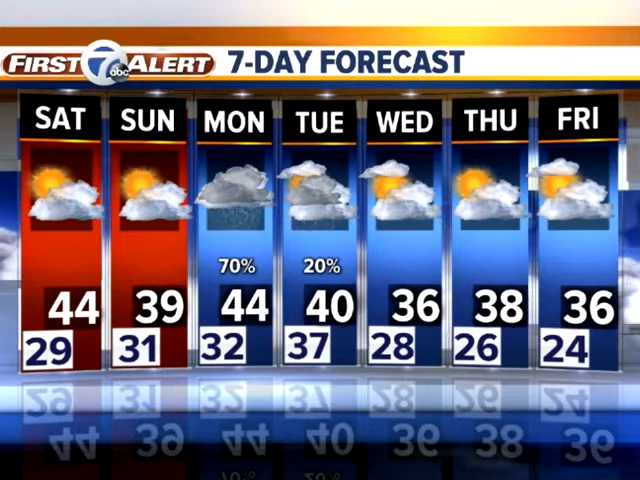 FIRST 7 abc ALERT 7-DAY FORECAST
SAT SUN MON TUE WED THU FRI
70% 20%
44 39 44 40 36 38 36
29 31 32 37 28 26 24